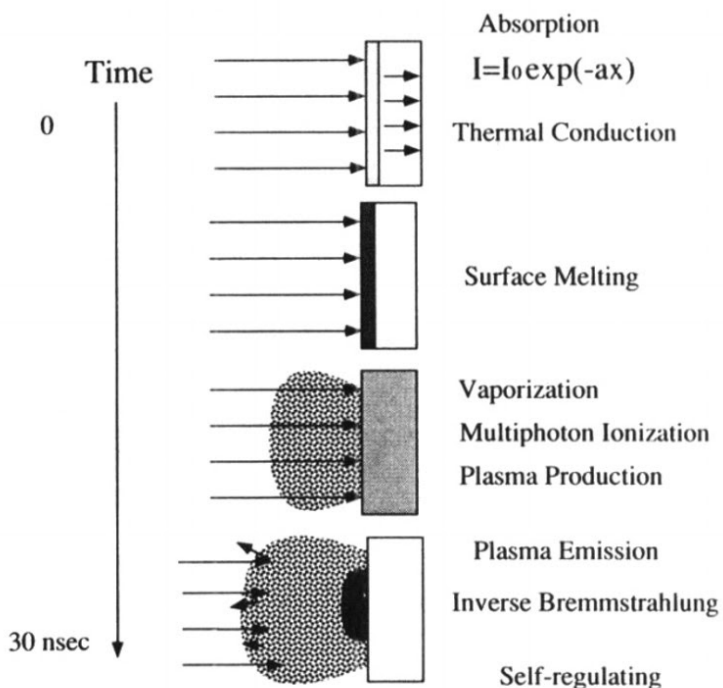 Absorption
Time
I=I₀exp(-ax)
0
Thermal Conduction
Surface Melting
Vaporization
Multiphoton Ionization
Plasma Production
Plasma Emission
Inverse Bremmstrahlung
30 nsec
Self-regulating